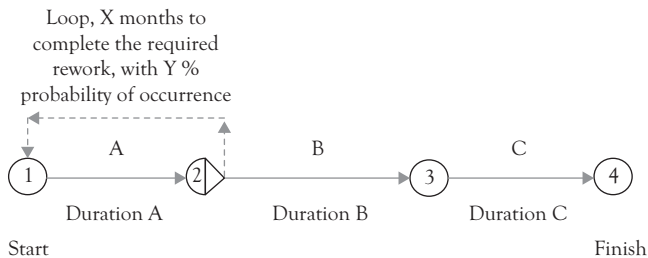 Loop, X months to
complete the required
rework, with Y %
probability of occurrence
A B C
1 2 3 4
Duration A Duration B Duration C
Start Finish